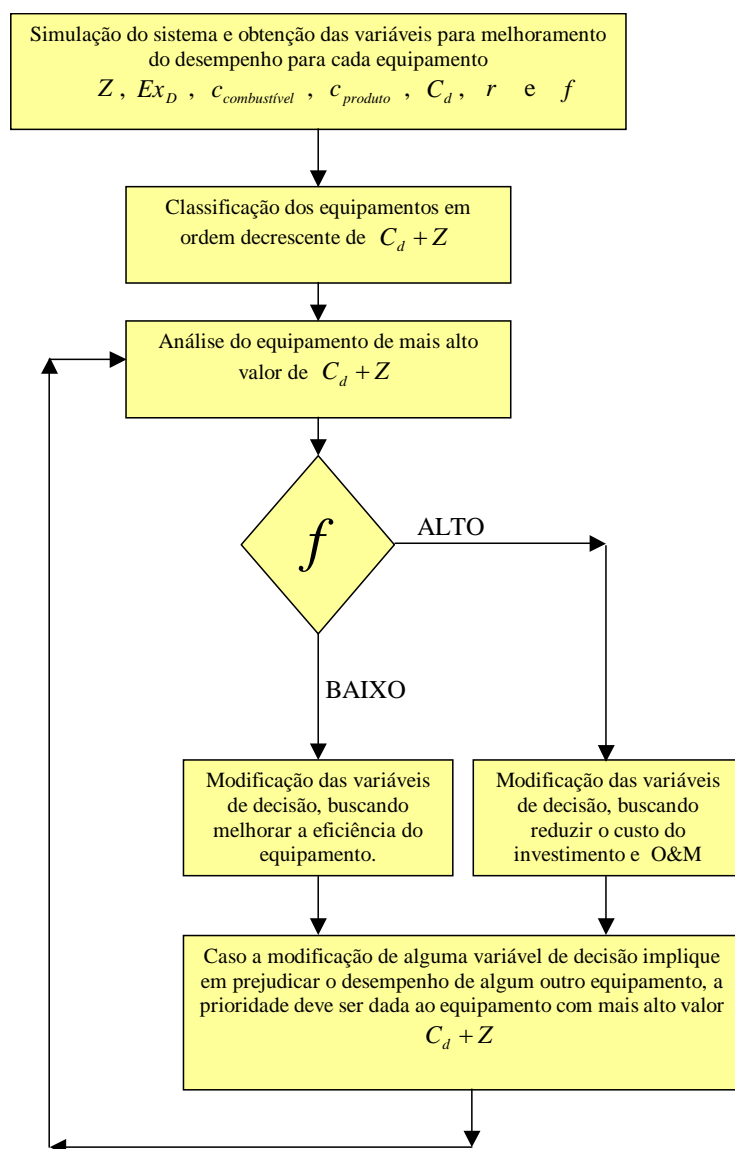 Simulação do sistema e obtenção das variáveis para melhoramento
do desempenho para cada equipamento
Z , Ex_D , c_combustível , c_produto , C_d , r e f
Classificação dos equipamentos em
ordem decrescente de C_d + Z
Análise do equipamento de mais alto
valor de C_d + Z
f
ALTO
BAIXO
Modificação das variáveis
de decisão, buscando
melhorar a eficiência do
equipamento.
Modificação das variáveis
de decisão, buscando
reduzir o custo do
investimento e O&M
Caso a modificação de alguma variável de decisão implique
em prejudicar o desempenho de algum outro equipamento, a
prioridade deve ser dada ao equipamento com mais alto valor
C_d + Z